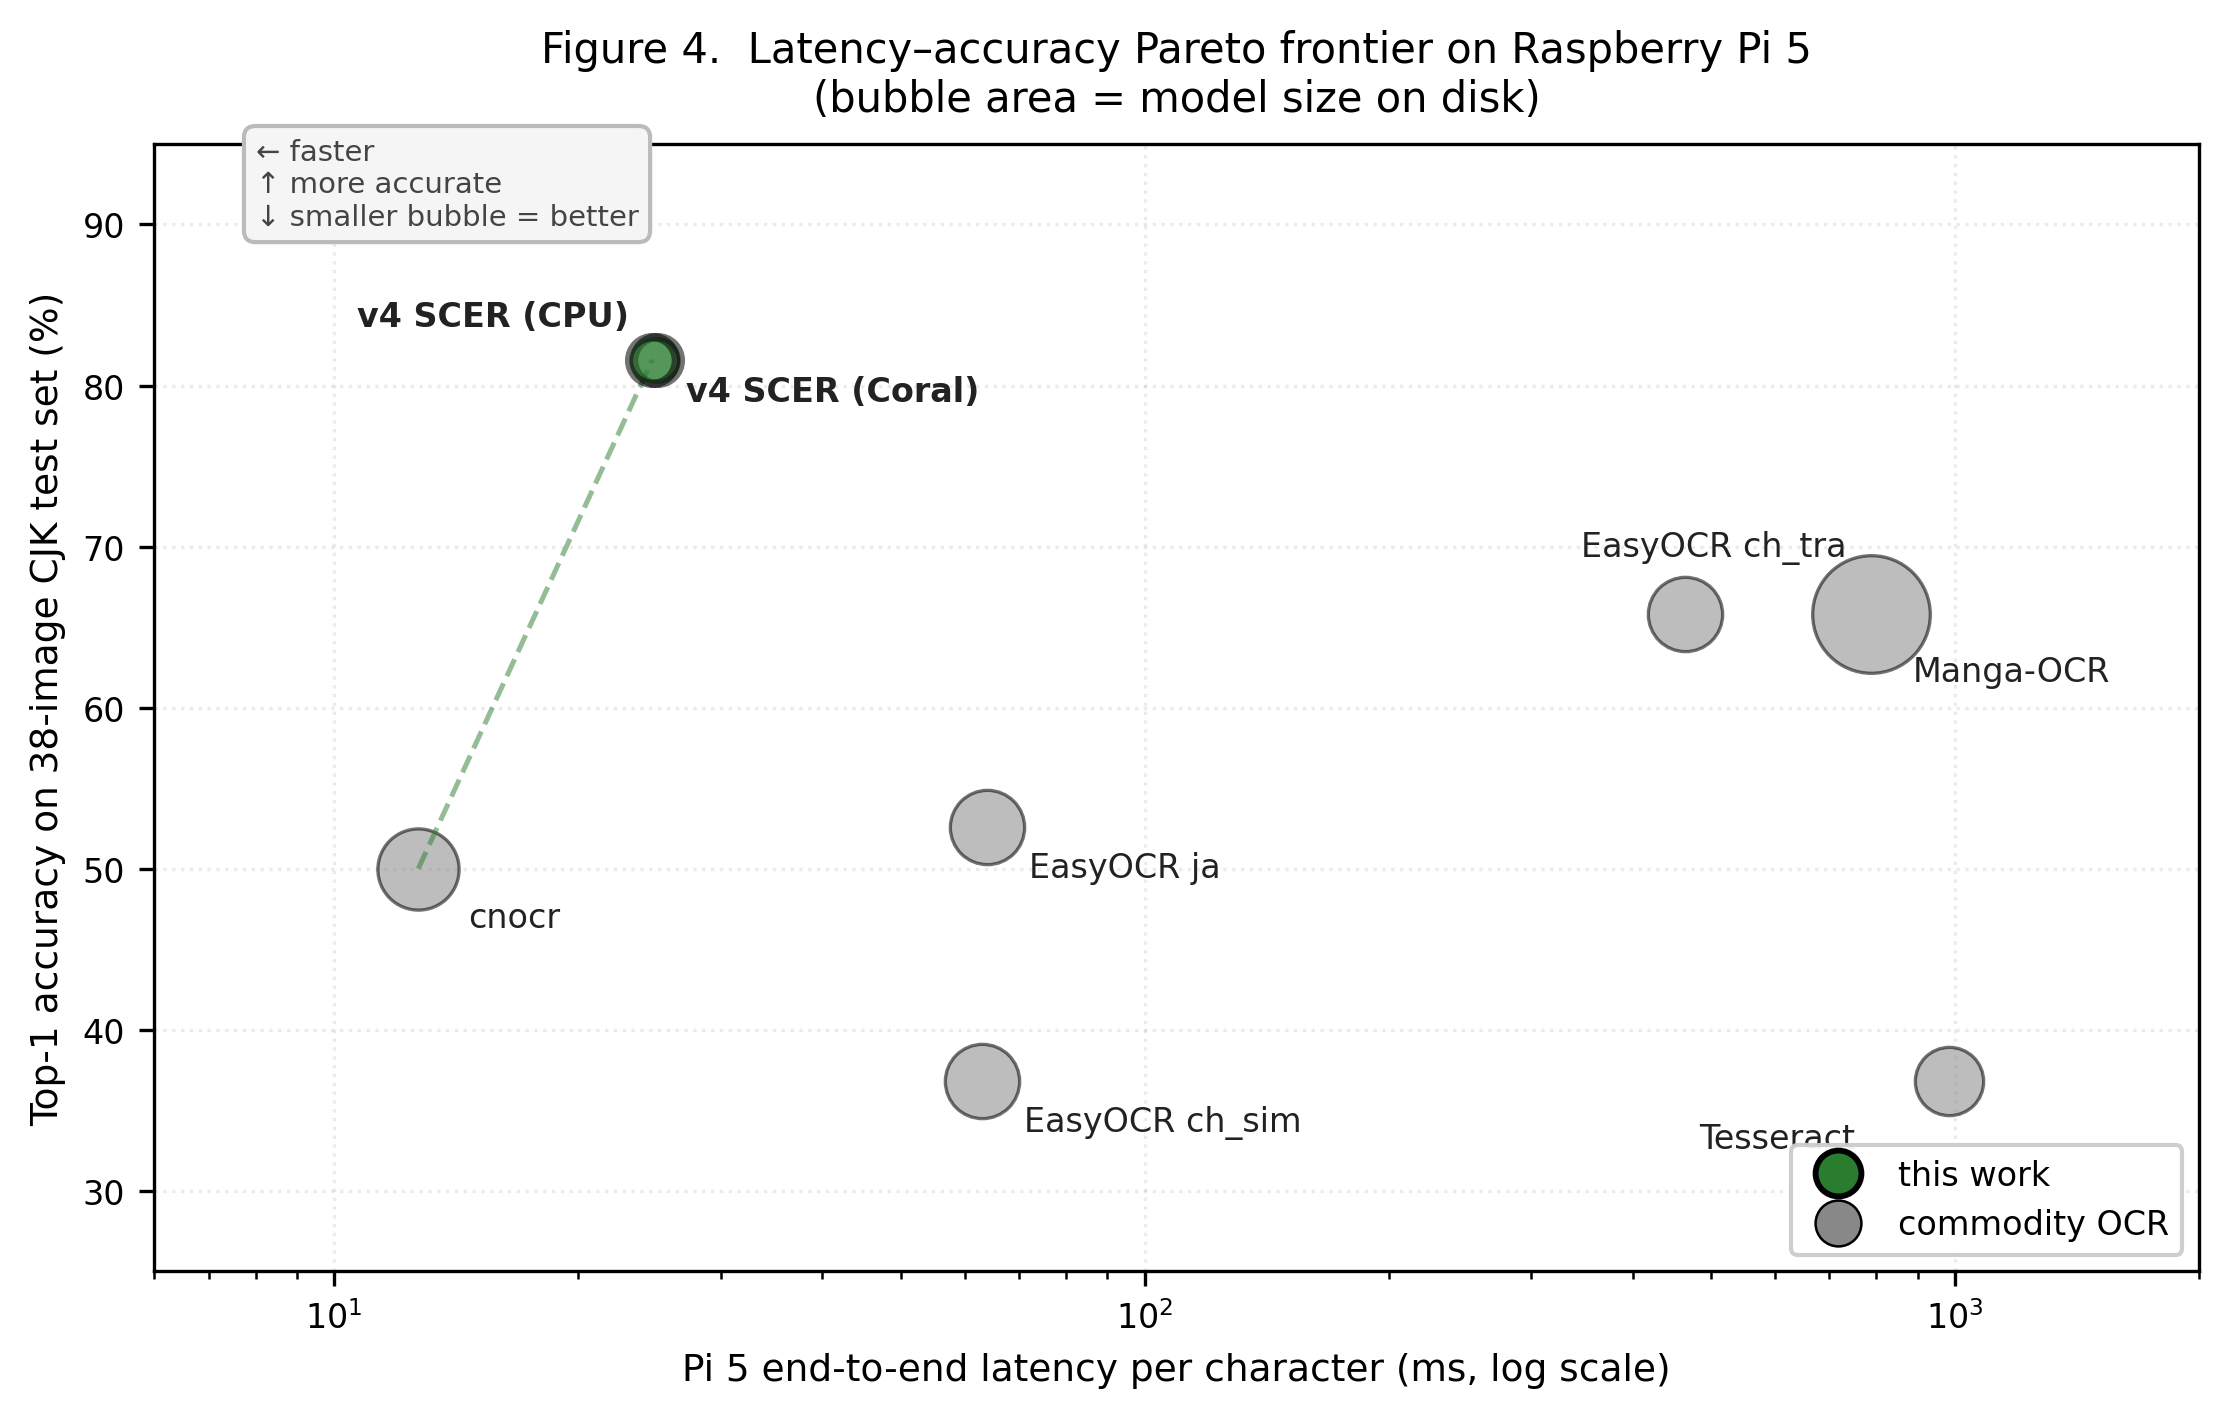 Figure 4.  Latency–accuracy Pareto frontier on Raspberry Pi 5
(bubble area = model size on disk)
← faster
↑ more accurate
↓ smaller bubble = better
90
80
70
60
50
40
30
Top-1 accuracy on 38-image CJK test set (%)
v4 SCER (CPU)
v4 SCER (Coral)
EasyOCR ch_tra
Manga-OCR
EasyOCR ja
cnocr
EasyOCR ch_sim
Tesseract
this work
commodity OCR
10¹
10²
10³
Pi 5 end-to-end latency per character (ms, log scale)